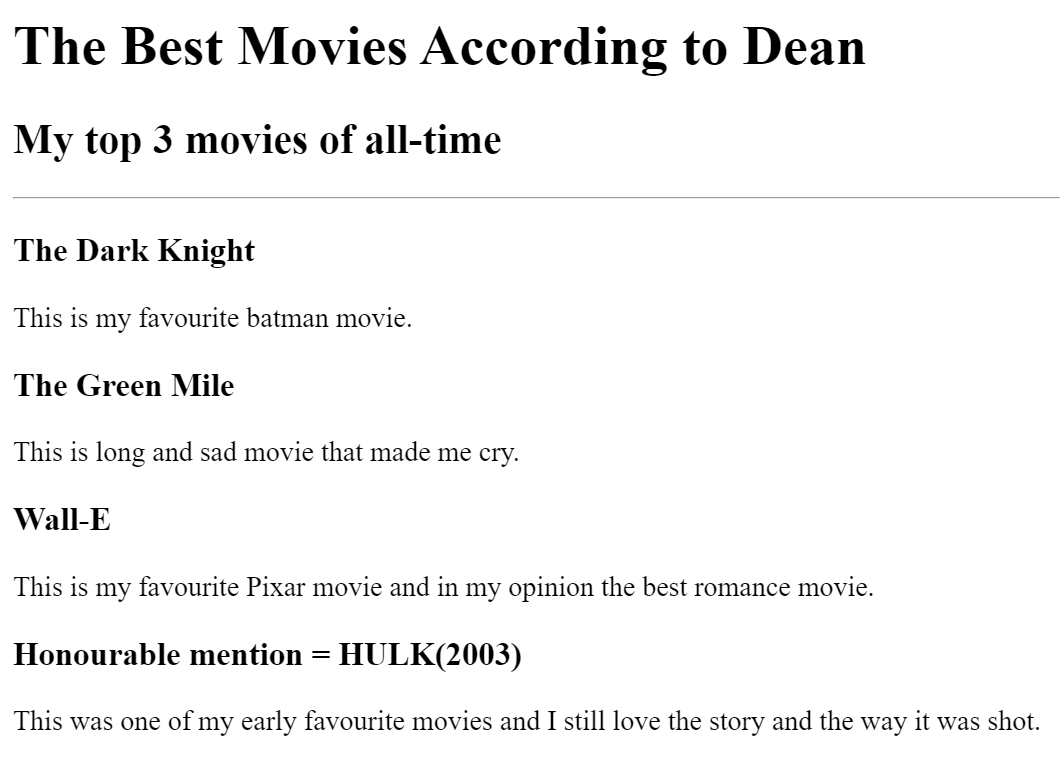 The Best Movies According to Dean
My top 3 movies of all-time
The Dark Knight
This is my favourite batman movie.
The Green Mile
This is long and sad movie that made me cry.
Wall-E
This is my favourite Pixar movie and in my opinion the best romance movie.
Honourable mention = HULK(2003)
This was one of my early favourite movies and I still love the story and the way it was shot.